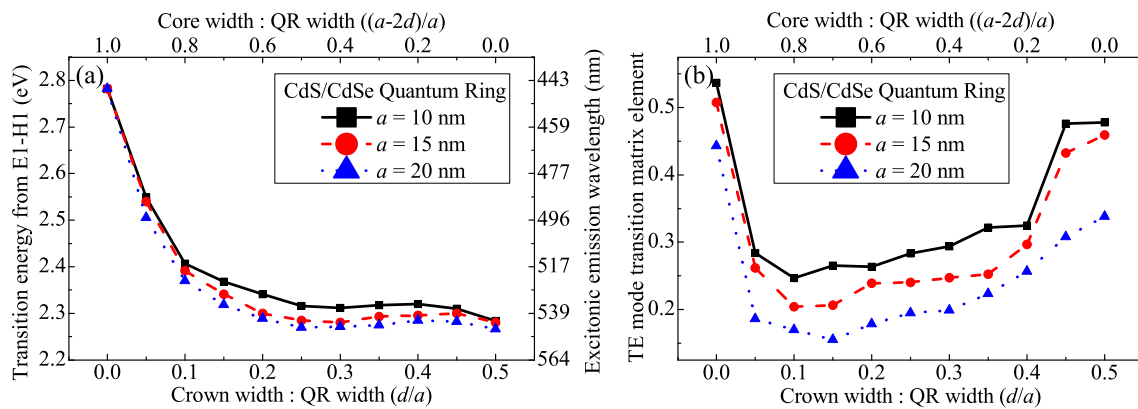 Core width : QR width ((a-2d)/a)
1.0 0.8 0.6 0.4 0.2 0.0
(a)
Transition energy from E1-H1 (eV)
2.8
2.7
2.6
2.5
2.4
2.3
2.2
CdS/CdSe Quantum Ring
a = 10 nm
a = 15 nm
a = 20 nm
443
459
477
496
517
539
564
Excitonic emission wavelength (nm)
0.0 0.1 0.2 0.3 0.4 0.5
Crown width : QR width (d/a)
Core width : QR width ((a-2d)/a)
1.0 0.8 0.6 0.4 0.2 0.0
(b)
TE mode transition matrix element
0.5
0.4
0.3
0.2
CdS/CdSe Quantum Ring
a = 10 nm
a = 15 nm
a = 20 nm
0.0 0.1 0.2 0.3 0.4 0.5
Crown width : QR width (d/a)